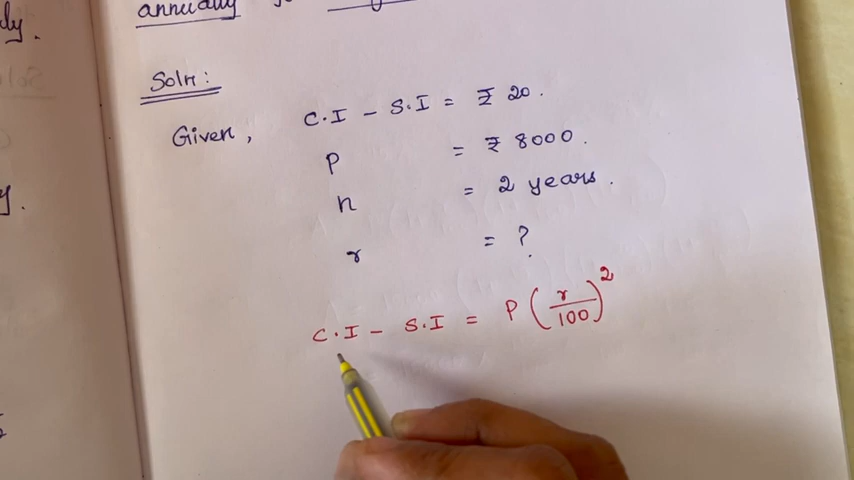 annually
Soln:
Given, C.I - S.I = ₹ 20.
P = ₹ 8000.
n = 2 years.
r = ?
C.I - S.I = P (r/100)²